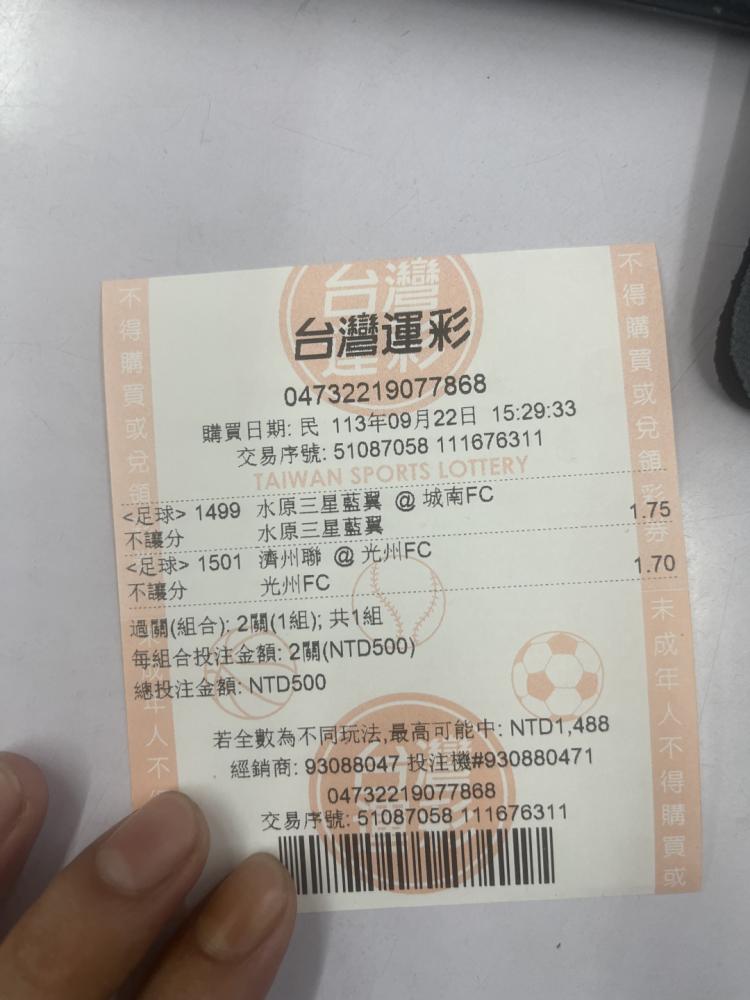 台灣運彩
04732219077868
購買日期: 民 113年09月22日 15:29:33
交易序號: 51087058 111676311
TAIWAN SPORTS LOTTERY
<足球> 1499 水原三星藍翼 @ 城南FC
不讓分 水原三星藍翼 1.75
<足球> 1501 濟州聯 @ 光州FC
不讓分 光州FC 1.70
過關(組合): 2關(1組); 共1組
每組合投注金額: 2關(NTD500)
總投注金額: NTD500
若全數為不同玩法,最高可能中: NTD1,488
經銷商: 93088047 投注機#930880471
04732219077868
交易序號: 51087058 111676311
不得購買或兌領
人不
不得購買或兌領彩券
未成年人不得購買或